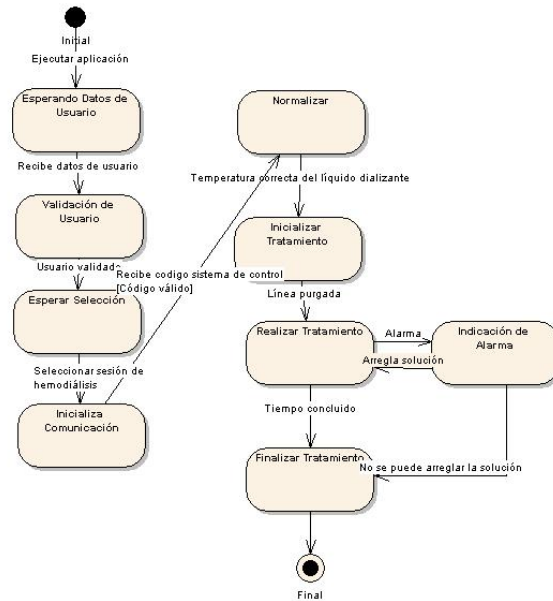 Initial
Ejecutar aplicación
Esperando Datos de
Usuario
Recibe datos de usuario
Validación de
Usuario
Usuario validado
Esperar Selección
Seleccionar sesión de
hemodiálisis
Inicializa
Comunicación
Recibe codigo sistema de control
[Código válido]
Normalizar
Temperatura correcta del líquido dializante
Inicializar
Tratamiento
Línea purgada
Realizar Tratamiento
Alarma
Indicación de
Alarma
Arregla solución
Tiempo concluido
No se puede arreglar la solución
Finalizar Tratamiento
Final